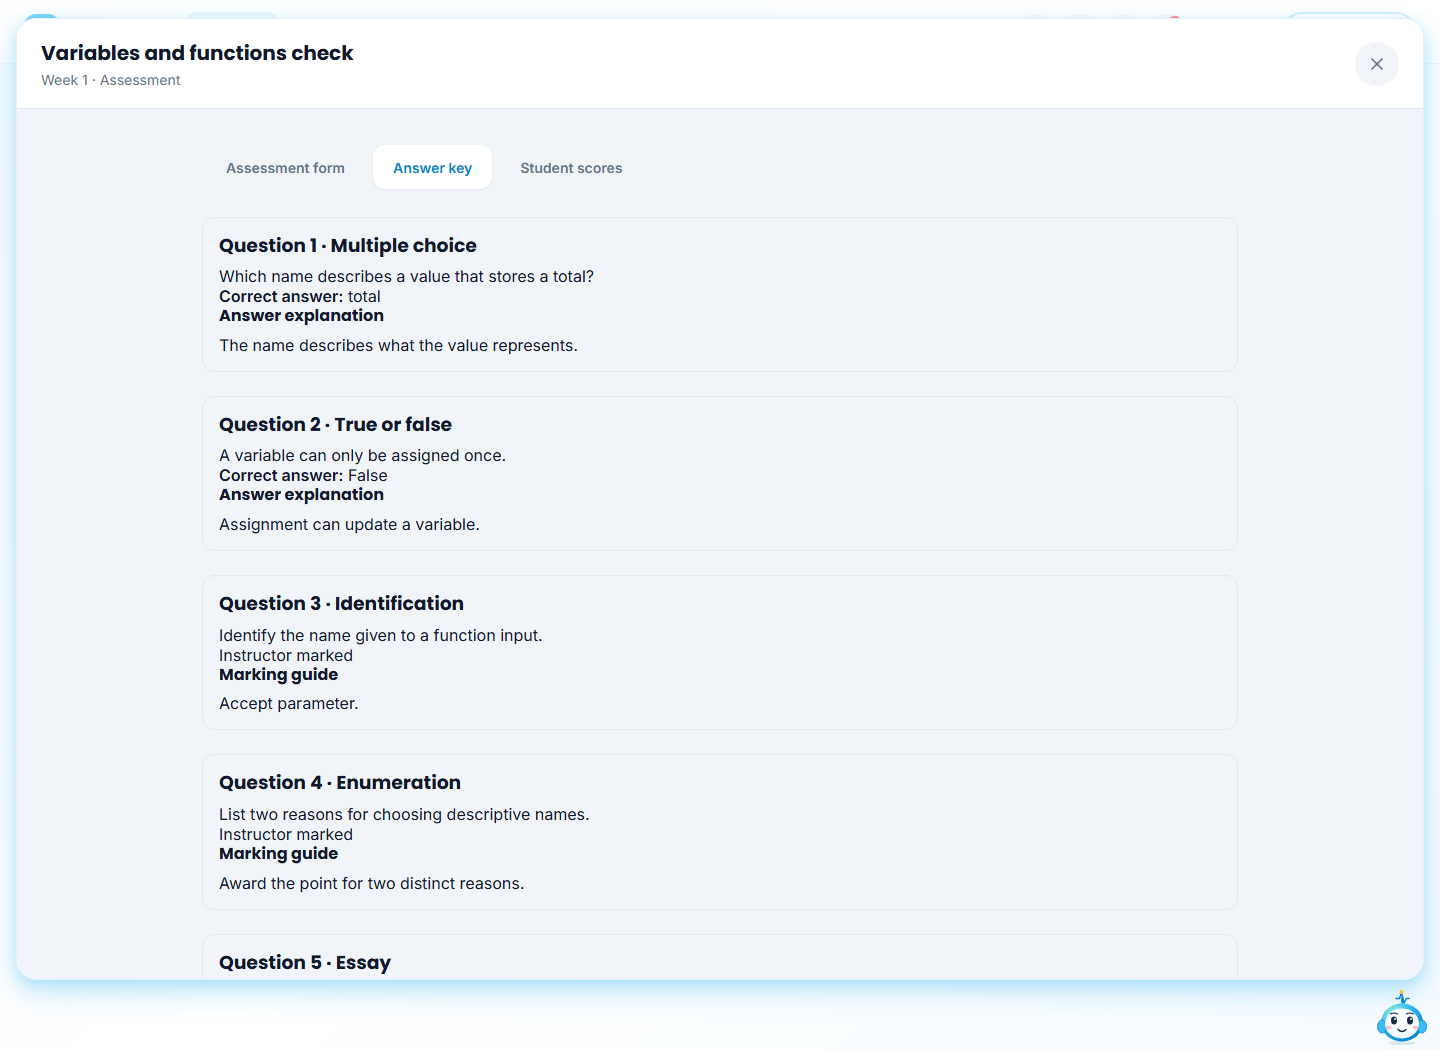 Variables and functions check
Week 1 · Assessment
Assessment form
Answer key
Student scores
Question 1 · Multiple choice
Which name describes a value that stores a total?
Correct answer: total
Answer explanation
The name describes what the value represents.
Question 2 · True or false
A variable can only be assigned once.
Correct answer: False
Answer explanation
Assignment can update a variable.
Question 3 · Identification
Identify the name given to a function input.
Instructor marked
Marking guide
Accept parameter.
Question 4 · Enumeration
List two reasons for choosing descriptive names.
Instructor marked
Marking guide
Award the point for two distinct reasons.
Question 5 · Essay